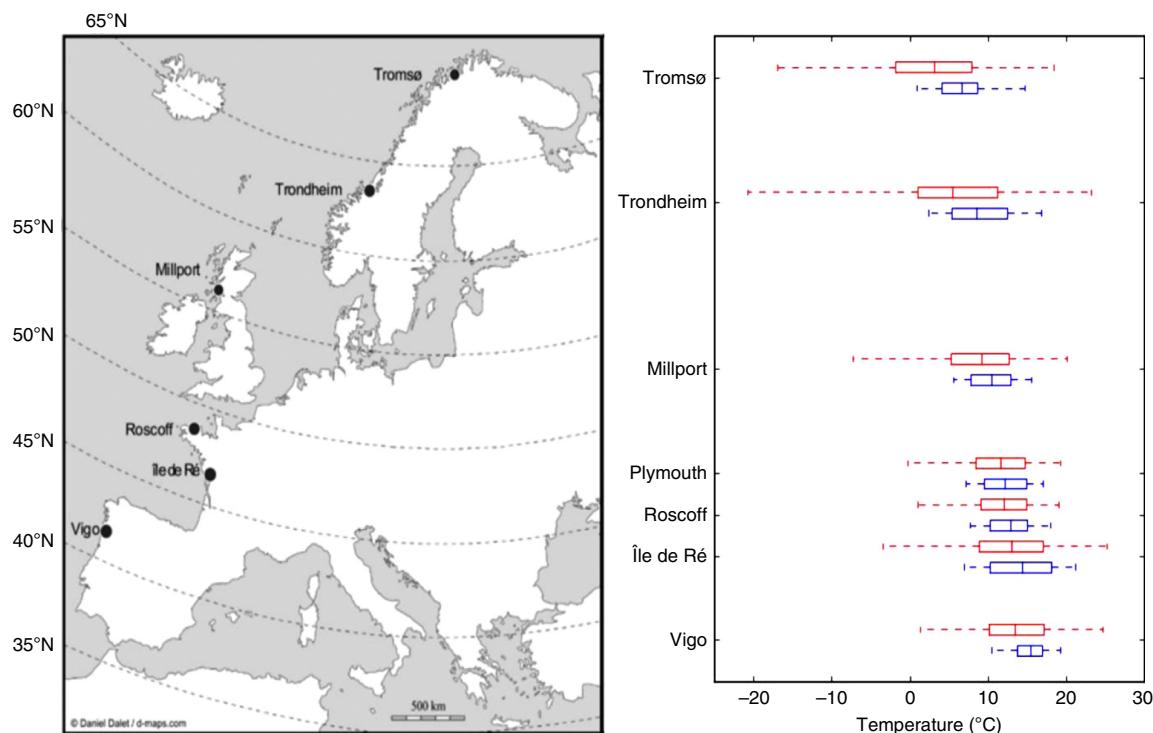 65°N
60°N
55°N
50°N
45°N
40°N
35°N
Tromsø
Trondheim
Millport
Roscoff
île de Ré
Vigo
500 km
© Daniel Dalet / d-maps.com
Tromsø
Trondheim
Millport
Plymouth
Roscoff
Île de Ré
Vigo
−20 −10 0 10 20 30
Temperature (°C)